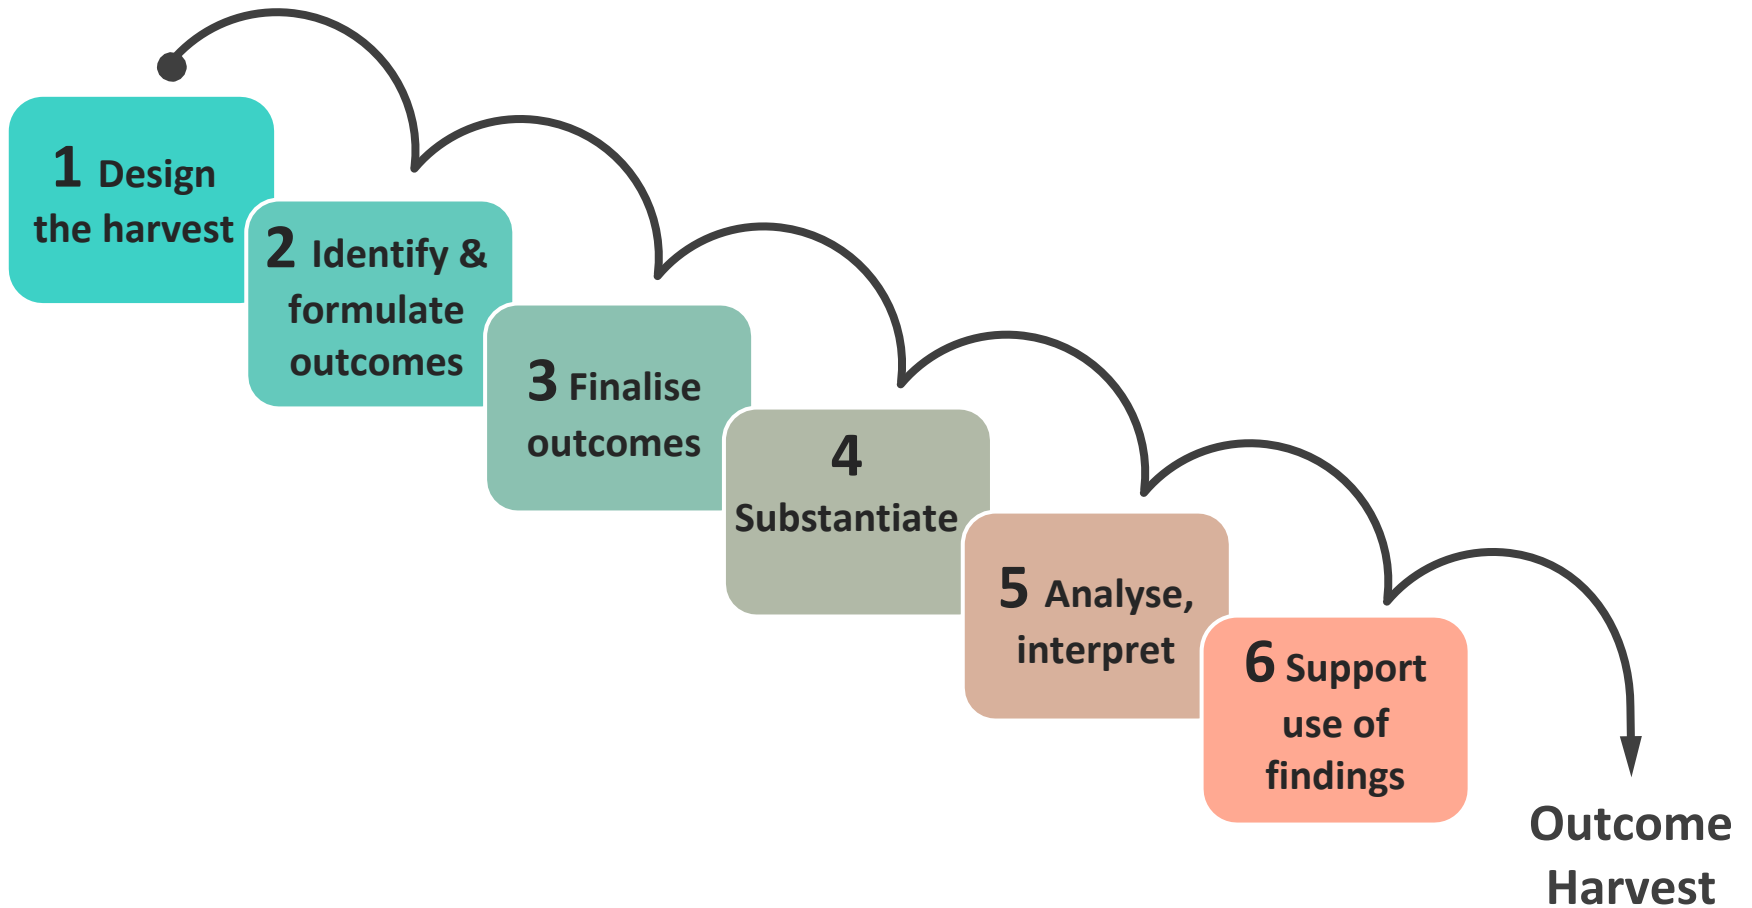 1 Design
the harvest
2 Identify &
formulate
outcomes
3 Finalise
outcomes
4
Substantiate
5 Analyse,
interpret
6 Support
use of
findings
Outcome
Harvest